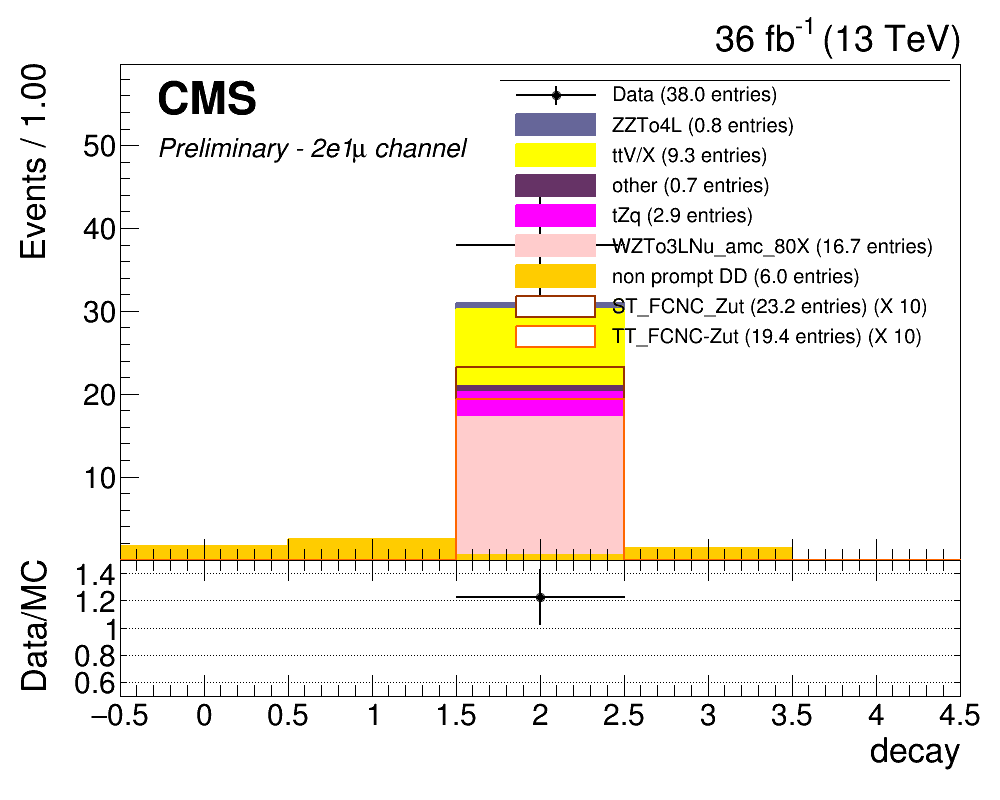 36 fb-1 (13 TeV)
CMS
Preliminary - 2e1μ channel
Data (38.0 entries)
ZZTo4L (0.8 entries)
ttV/X (9.3 entries)
other (0.7 entries)
tZq (2.9 entries)
WZTo3LNu_amc_80X (16.7 entries)
non prompt DD (6.0 entries)
ST_FCNC_Zut (23.2 entries) (X 10)
TT_FCNC-Zut (19.4 entries) (X 10)
Events / 1.00
50
40
30
20
10
Data/MC
1.4
1.2
1
0.8
0.6
−0.5 0 0.5 1 1.5 2 2.5 3 3.5 4 4.5
decay